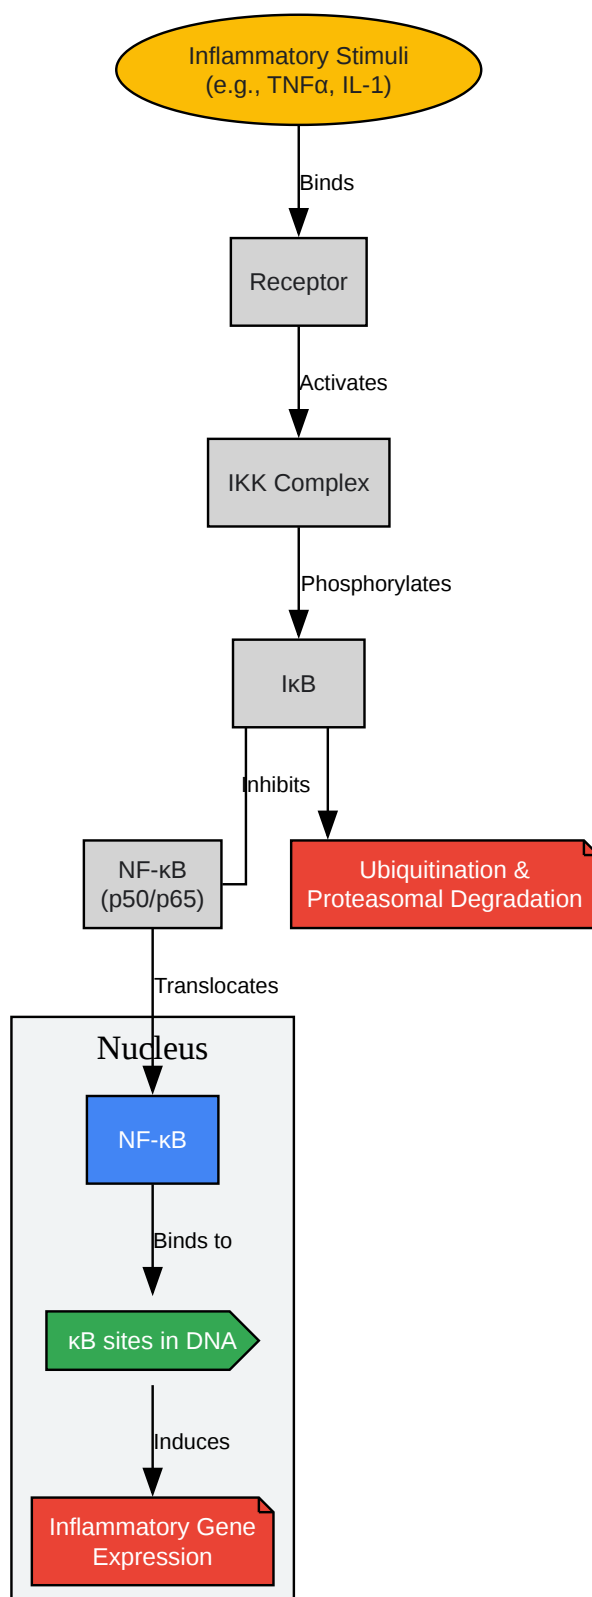 Inflammatory Stimuli
(e.g., TNFα, IL-1)
Binds
Receptor
Activates
IKK Complex
Phosphorylates
IκB
Inhibits
NF-κB
(p50/p65)
Ubiquitination &
Proteasomal Degradation
Translocates
Nucleus
NF-κB
Binds to
κB sites in DNA
Induces
Inflammatory Gene
Expression